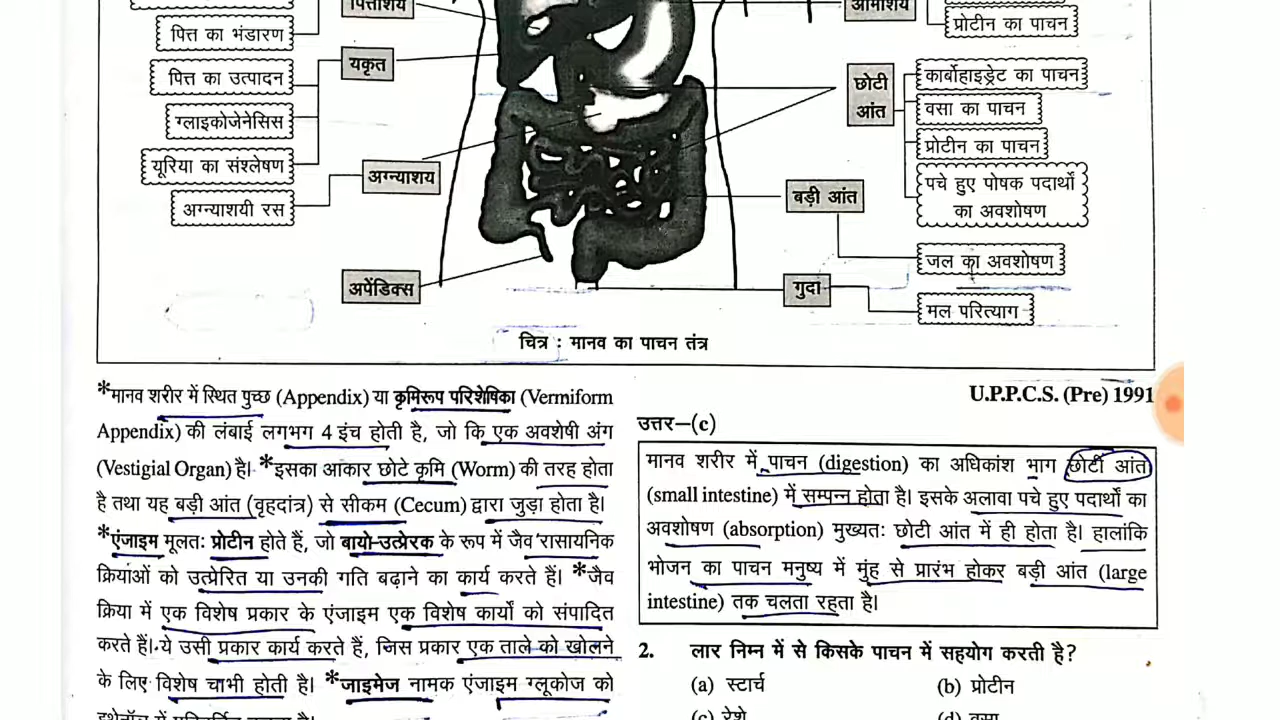 पित्ताशय
आमाशय
पित्त का भंडारण
प्रोटीन का पाचन
यकृत
पित्त का उत्पादन
ग्लाइकोजेनेसिस
यूरिया का संश्लेषण
अग्न्याशय
अग्न्याशयी रस
छोटी
आंत
कार्बोहाइड्रेट का पाचन
वसा का पाचन
प्रोटीन का पाचन
पचे हुए पोषक पदार्थों
का अवशोषण
बड़ी आंत
जल का अवशोषण
अपेंडिक्स
गुदा
मल परित्याग
चित्र : मानव का पाचन तंत्र
*मानव शरीर में स्थित पुच्छ (Appendix) या कृमिरूप परिशेषिका (Vermiform
Appendix) की लंबाई लगभग 4 इंच होती है, जो कि एक अवशेषी अंग
(Vestigial Organ) है। *इसका आकार छोटे कृमि (Worm) की तरह होता
है तथा यह बड़ी आंत (वृहदांत्र) से सीकम (Cecum) द्वारा जुड़ा होता है।
*एंजाइम मूलतः प्रोटीन होते हैं, जो बायो-उत्प्रेरक के रूप में जैव रासायनिक
क्रियाओं को उत्प्रेरित या उनकी गति बढ़ाने का कार्य करते हैं। *जैव
क्रिया में एक विशेष प्रकार के एंजाइम एक विशेष कार्यों को संपादित
करते हैं। ये उसी प्रकार कार्य करते हैं, जिस प्रकार एक ताले को खोलने
के लिए विशेष चाभी होती है। *जाइमेज नामक एंजाइम ग्लूकोज को
U.P.P.C.S. (Pre) 1991
उत्तर—(c)
मानव शरीर में पाचन (digestion) का अधिकांश भाग छोटी आंत
(small intestine) में सम्पन्न होता है। इसके अलावा पचे हुए पदार्थों का
अवशोषण (absorption) मुख्यतः छोटी आंत में ही होता है। हालांकि
भोजन का पाचन मनुष्य में मुंह से प्रारंभ होकर बड़ी आंत (large
intestine) तक चलता रहता है।
2. लार निम्न में से किसके पाचन में सहयोग करती है?
(a) स्टार्च (b) प्रोटीन
(c) रेशे (d) वसा